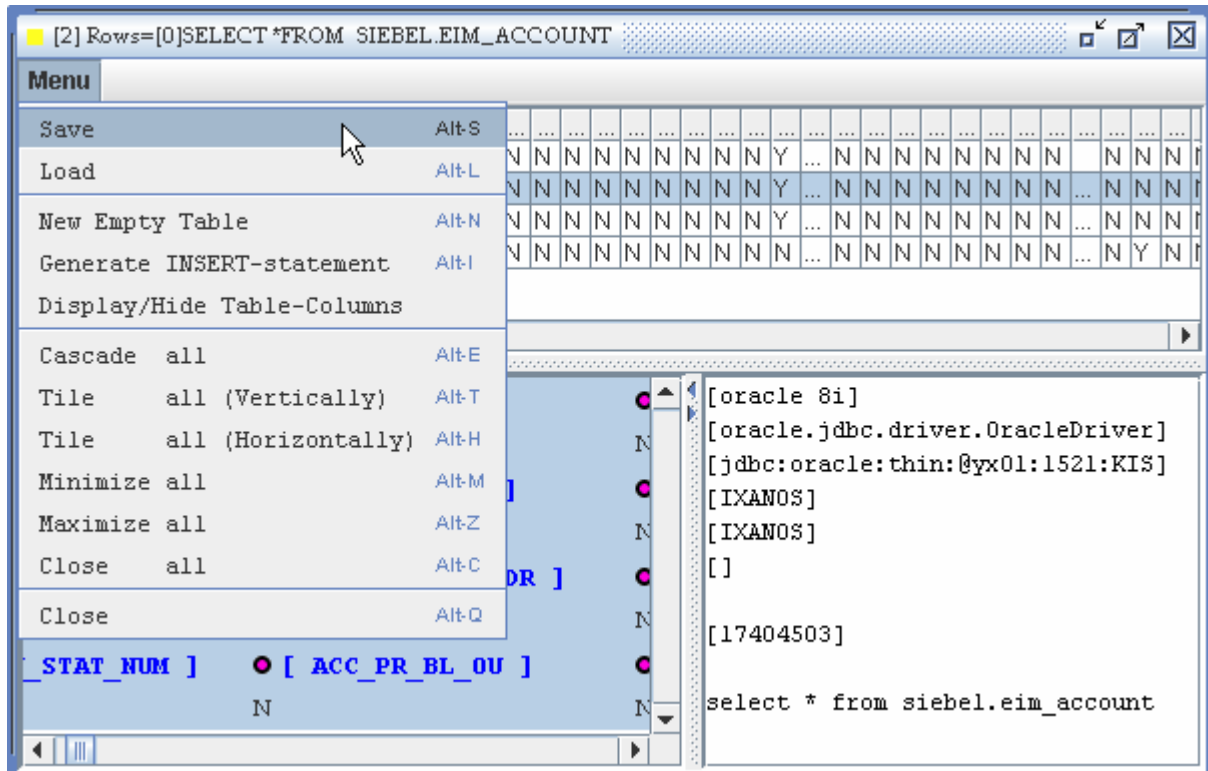 [2] Rows=[0]SELECT *FROM SIEBEL.EIM_ACCOUNT
Menu
Save Alt-S
Load Alt-L
New Empty Table Alt-N
Generate INSERT-statement Alt-I
Display/Hide Table-Columns
Cascade all Alt-E
Tile all (Vertically) Alt-T
Tile all (Horizontally) Alt-H
Minimize all Alt-M
Maximize all Alt-Z
Close all Alt-C
Close Alt-Q
... ... ... ... ... ... ... ... ... ... ... ... ... ... ... ... ... ... ... ... ... ... ...
N N N N N N N N N Y ... N N N N N N N N N N N
N N N N N N N N N Y ... N N N N N N N N ... N N N
N N N N N N N N N Y ... N N N N N N N N ... N N N
N N N N N N N N N N ... N N N N N N N N ... N Y N
N
]
N
DR ]
N
_STAT_NUM ] [ ACC_PR_BL_OU ]
N N
[oracle 8i]
[oracle.jdbc.driver.OracleDriver]
[jdbc:oracle:thin:@yx01:1521:KIS]
[IXANOS]
[IXANOS]
[]
[17404503]
select * from siebel.eim_account